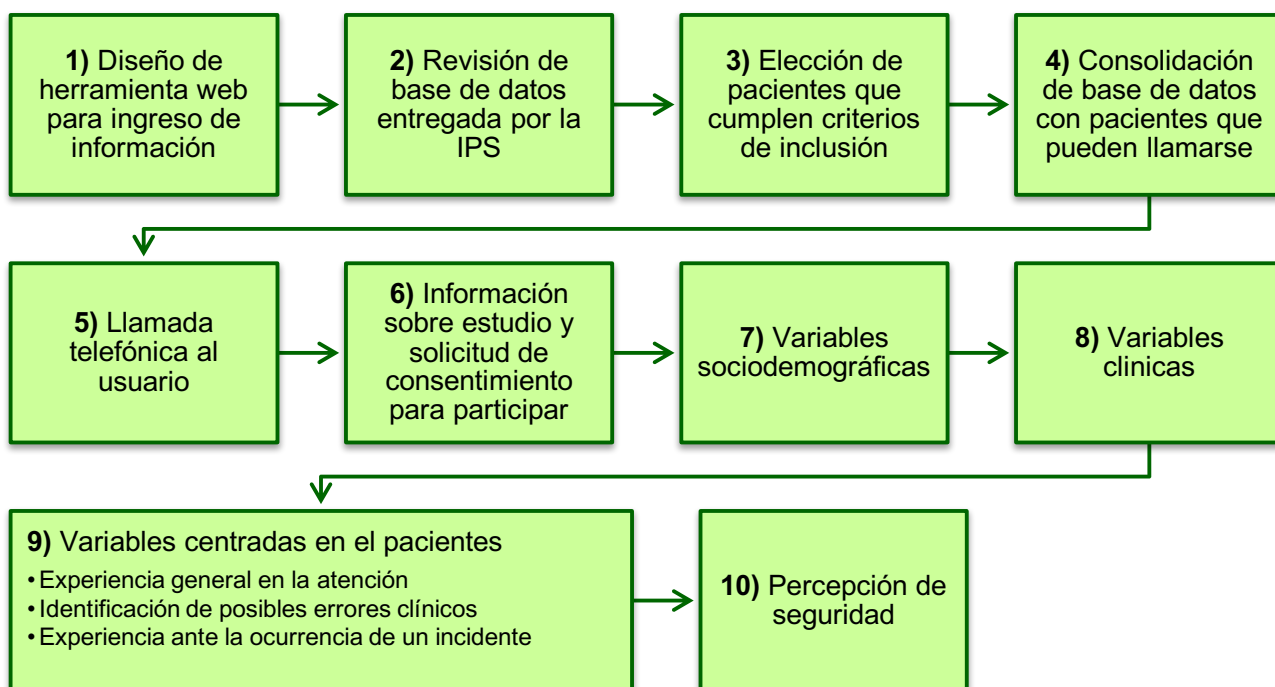 1) Diseño de
herramienta web
para ingreso de
información
2) Revisión de
base de datos
entregada por la
IPS
3) Elección de
pacientes que
cumplen criterios
de inclusión
4) Consolidación
de base de datos
con pacientes que
pueden llamarse
5) Llamada
telefónica al
usuario
6) Información
sobre estudio y
solicitud de
consentimiento
para participar
7) Variables
sociodemográficas
8) Variables
clinicas
9) Variables centradas en el pacientes
• Experiencia general en la atención
• Identificación de posibles errores clínicos
• Experiencia ante la ocurrencia de un incidente
10) Percepción de
seguridad